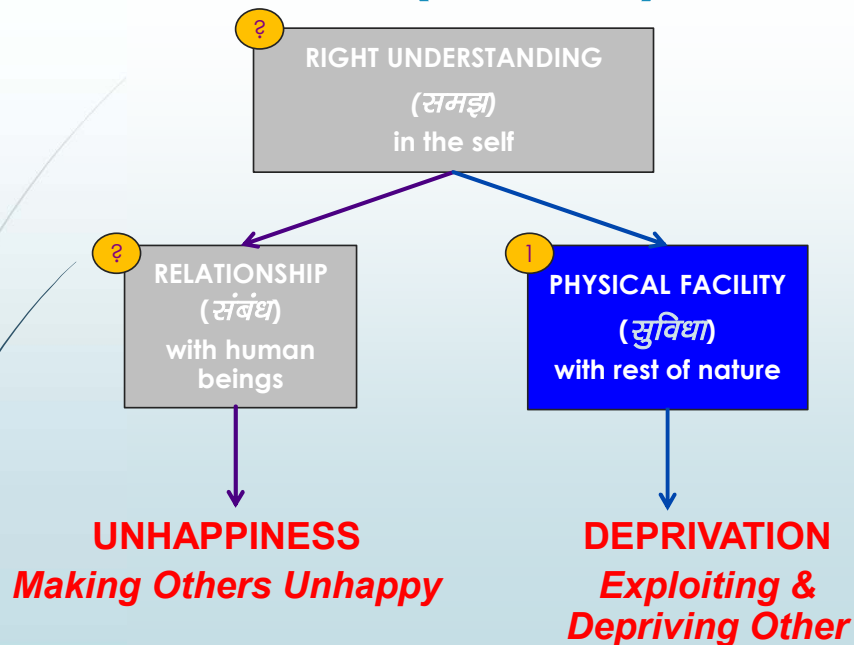 ?
RIGHT UNDERSTANDING
(समझ)
in the self
?
RELATIONSHIP
(संबंध)
with human
beings
1
PHYSICAL FACILITY
(सुविधा)
with rest of nature
UNHAPPINESS
Making Others Unhappy
DEPRIVATION
Exploiting &
Depriving Other